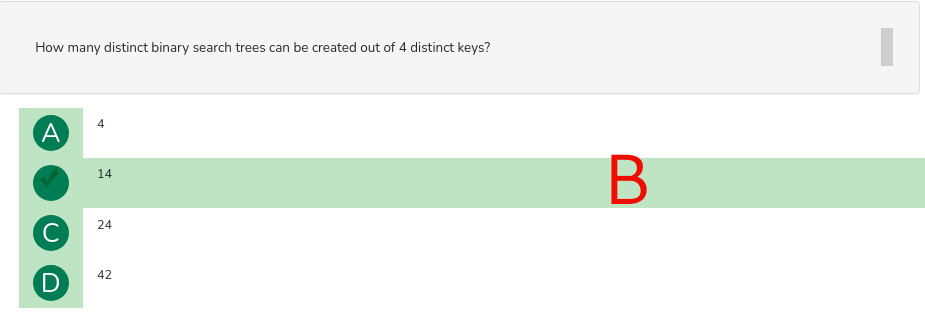 How many distinct binary search trees can be created out of 4 distinct keys?
A 4
14 B
C 24
D 42